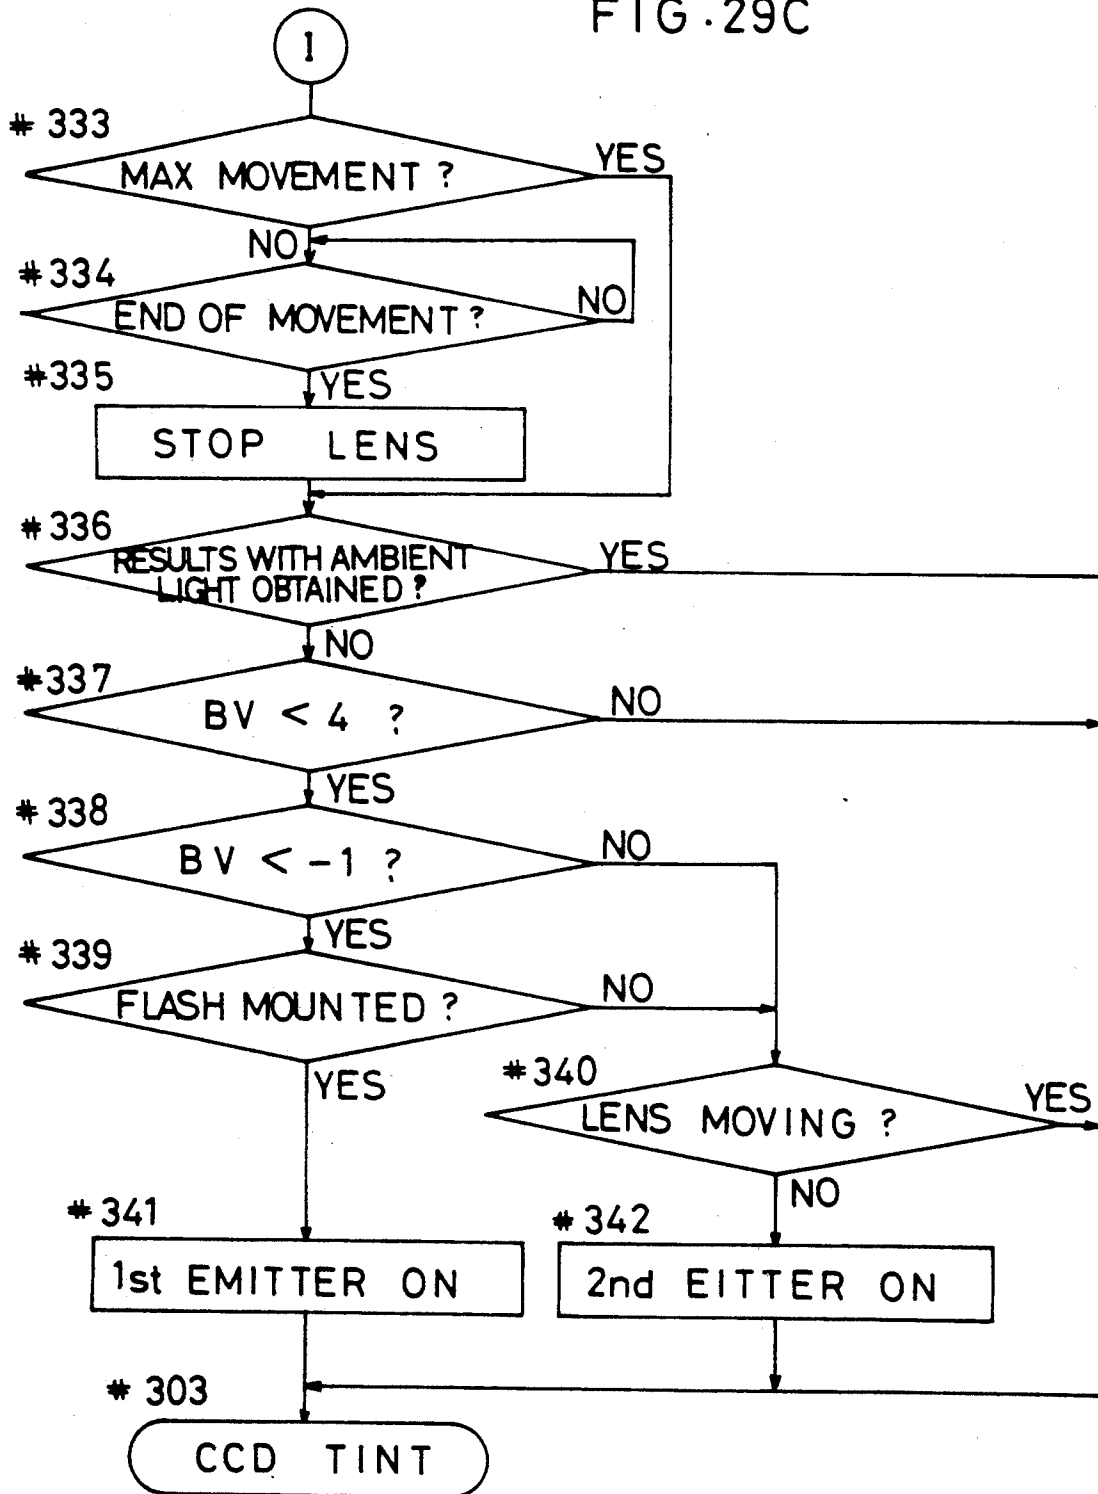 FIG.29C
1
#333
MAX MOVEMENT ?
YES
NO
#334
END OF MOVEMENT ?
NO
#335
YES
STOP LENS
#336
RESULTS WITH AMBIENT
LIGHT OBTAINED ?
YES
NO
#337
BV < 4 ?
NO
YES
#338
BV < -1 ?
NO
YES
#339
FLASH MOUNTED ?
NO
YES
#340
LENS MOVING ?
YES
NO
#341
1st EMITTER ON
#342
2nd EITTER ON
#303
CCD TINT